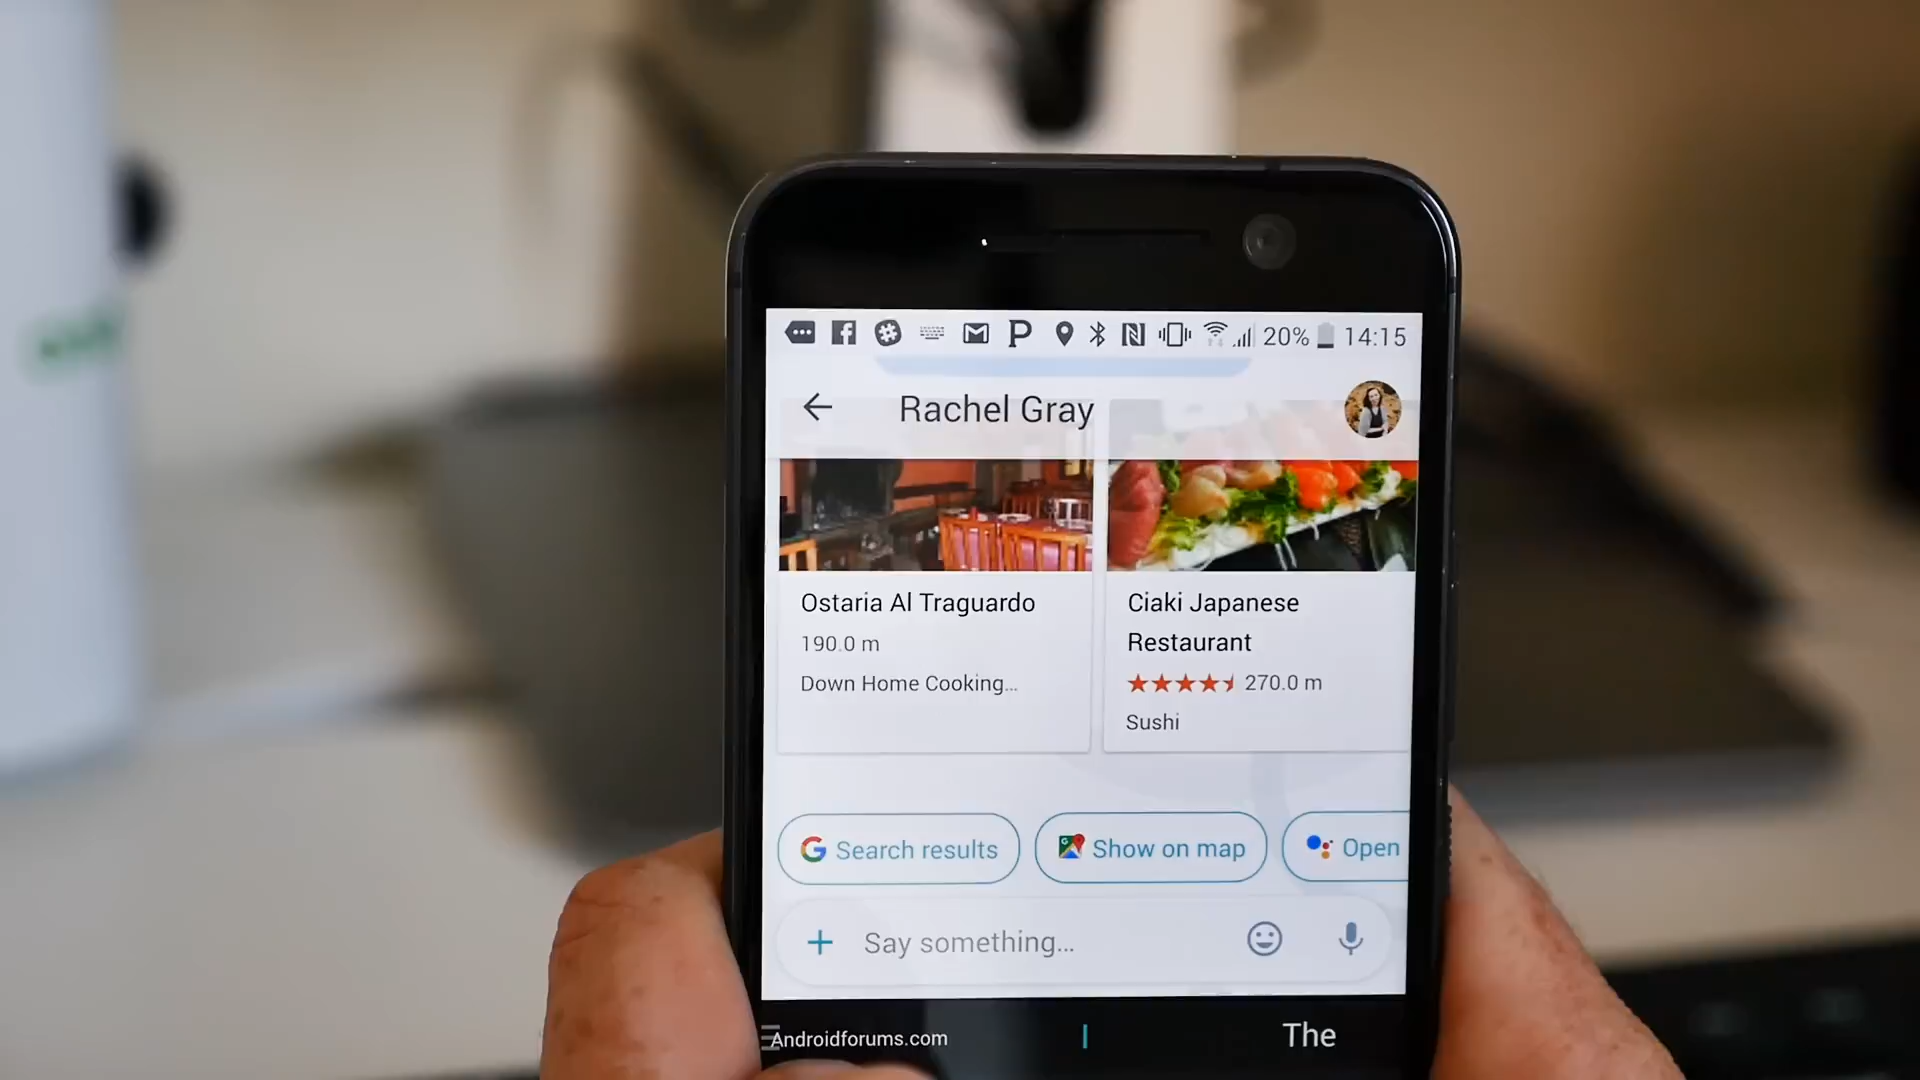 20% 14:15
Rachel Gray
Ostaria Al Traguardo
190.0 m
Down Home Cooking...
Ciaki Japanese
Restaurant
270.0 m
Sushi
Search results
Show on map
Open
Say something...
Androidforums.com
I
The